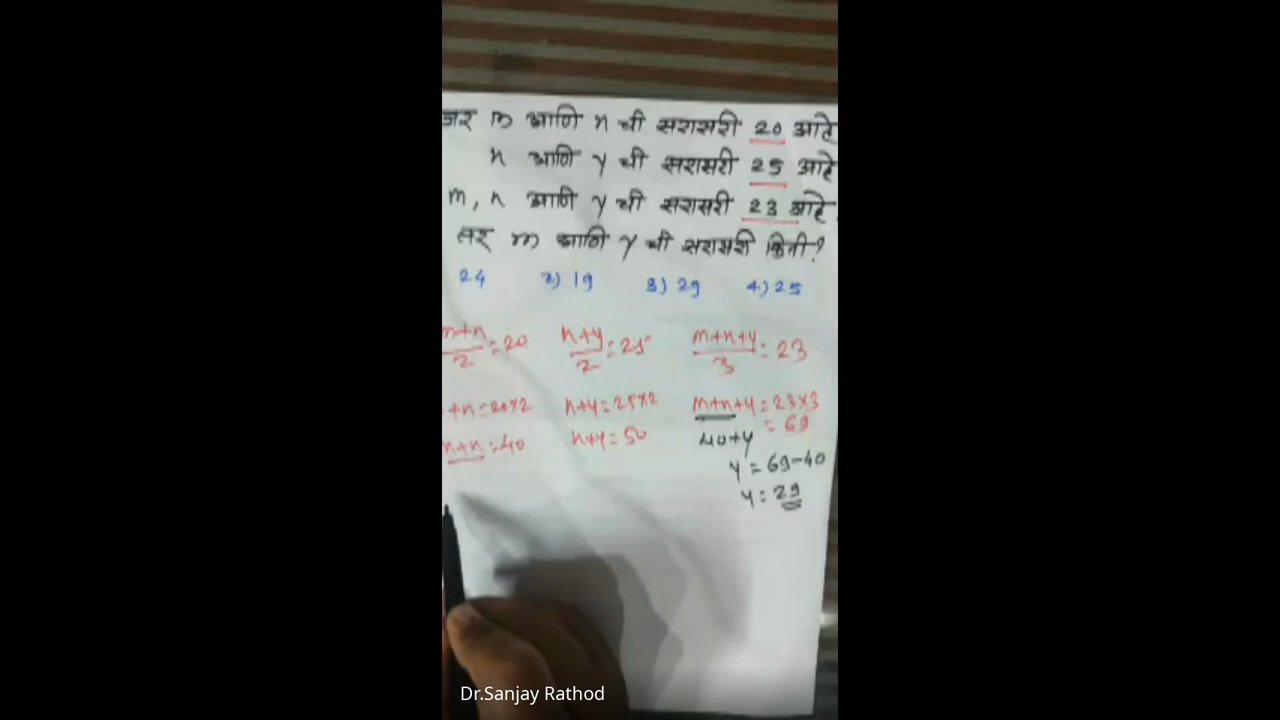 जर m आणि n ची सरासरी 20 आहे
n आणि y ची सरासरी 25 आहे
m, n आणि y ची सरासरी 23 आहे.
तर m आणि y ची सरासरी किती?
24 2) 19 3) 29 4) 25
m+n/2 = 20 n+y/2 = 25 m+n+y/3 = 23
+n = 20×2 n+y = 25×2 m+n+y = 23×3
= 69
m+n = 40 n+y = 50 40+y
y = 69-40
y = 29
Dr.Sanjay Rathod